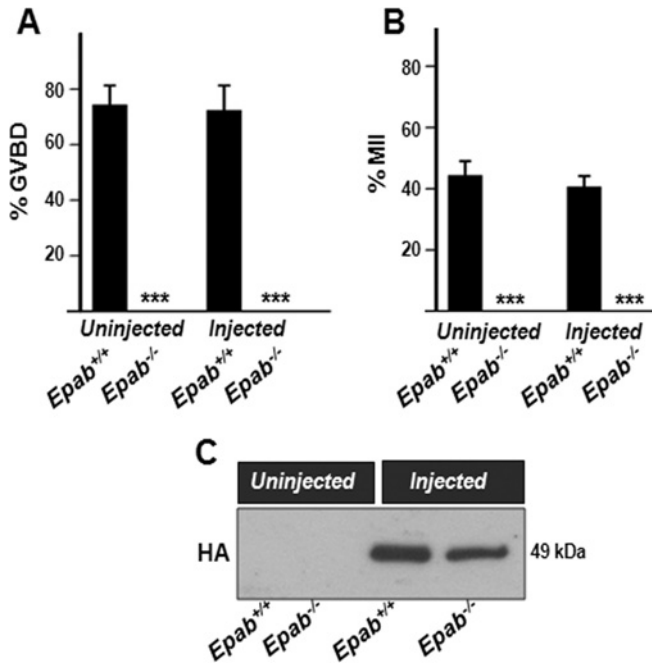 A
% GVBD
80
60
40
20
*** ***
Uninjected Injected
Epab+/+ Epab-/- Epab+/+ Epab-/-
B
% MII
80
60
40
20
*** ***
Uninjected Injected
Epab+/+ Epab-/- Epab+/+ Epab-/-
C
Uninjected Injected
HA 49 kDa
Epab+/+ Epab-/- Epab+/+ Epab-/-